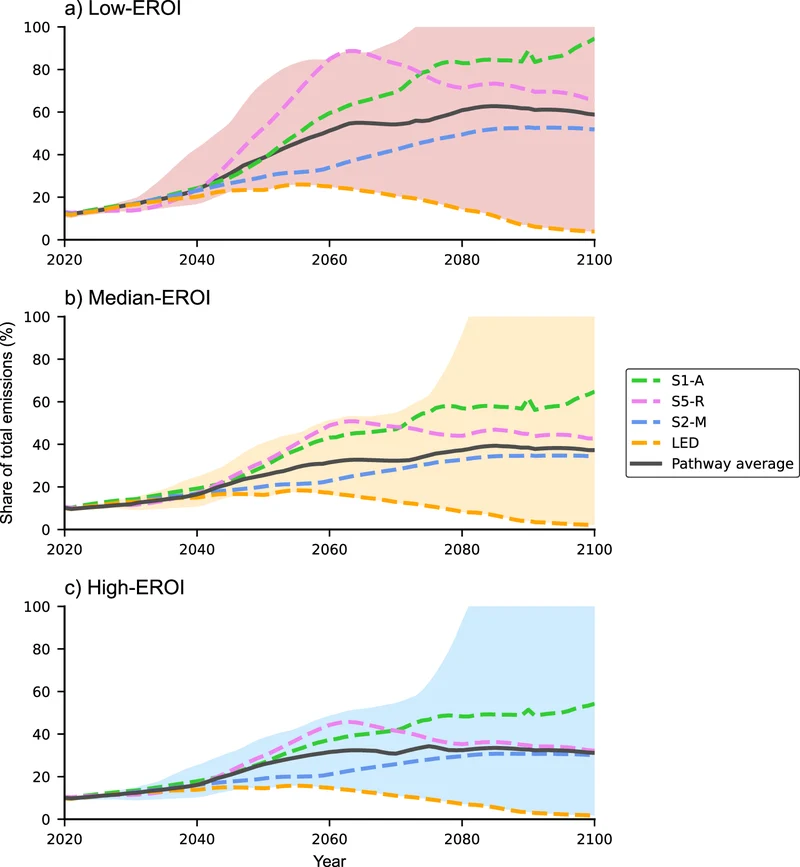 a) Low-EROI
100
80
60
40
20
0
2020 2040 2060 2080 2100
b) Median-EROI
100
80
60
40
20
0
2020 2040 2060 2080 2100
Share of total emissions (%)
S1-A
S5-R
S2-M
LED
Pathway average
c) High-EROI
100
80
60
40
20
0
2020 2040 2060 2080 2100
Year